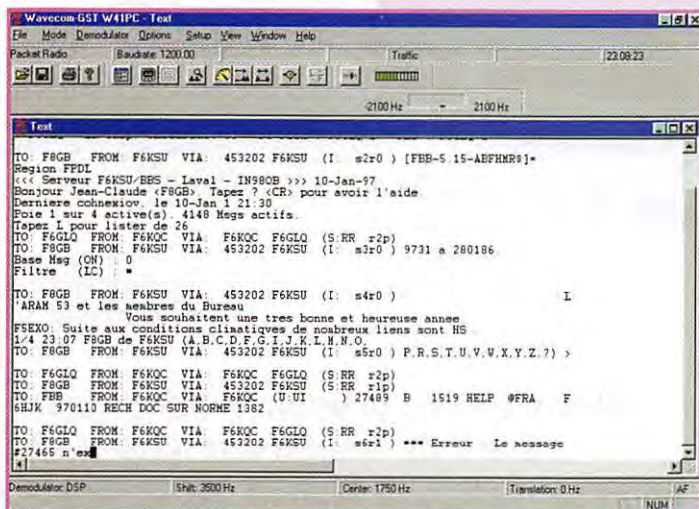 Wavecom-GST W41PC - Text
File Mode Demodulator Options Setup View Window Help
Packet Radio Baudrate: 1200.00 Traffic 23:08:23
-2100 Hz - 2100 Hz
Text
TO: F8GB FROM: F6KSU VIA: 453202 F6KSU (I: s2r0 ) [FBB-5.15-ABFHMR$]=
Region FPDL
<<< Serveur F6KSU/BBS - Laval - IN98OB >>> 10-Jan-97
Bonjour Jean-Claude <F8GB>. Tapez ? <CR> pour avoir l'aide.
Derniere cohnexiov, le 10-Jan 1 21:30
Poie 1 sur 4 active(s). 4148 Msgs actifs.
Tapez L pour lister de 26
TO: F6GLQ FROM: F6KQC VIA: F6KQC F6GLQ (S:RR r2p)
TO: F8GB FROM: F6KSU VIA: 453202 F6KSU (I: s3r0 ) 9731 a 280186.
Base Msg (ON) : 0
Filtre (LC) : =
TO: F8GB FROM: F6KSU VIA: 453202 F6KSU (I: s4r0 ) L
'ARAM 53 et les membres du Bureau
Vous souhaitent une tres bonne et heureuse annee
F5EXO: Suite aux conditions climatiqves de nombreux liens sont HS
1/4 23:07 F8GB de F6KSU (A,B,C,D,F,G,I,J,K,L,M,N,O,
TO: F8GB FROM: F6KSU VIA: 453202 F6KSU (I: s5r0 ) P,R,S,T,U,V,W,X,Y,Z,?) >
TO: F6GLQ FROM: F6KQC VIA: F6KQC F6GLQ (S:RR r2p)
TO: F8GB FROM: F6KSU VIA: 453202 F6KSU (S:RR r1p)
TO: FBB FROM: F6KQC VIA: F6KQC (U:UI ) 27489 B 1519 HELP @FRA F
6HJK 970110 RECH DOC SUR NORME 1382
TO: F6GLQ FROM: F6KQC VIA: F6KQC F6GLQ (S:RR r2p)
TO: F8GB FROM: F6KSU VIA: 453202 F6KSU (I: s6r1 ) *** Erreur : Le message
#27465 n'ex
Demodulator: DSP Shift: 3500 Hz Center: 1750 Hz Translation: 0 Hz AF
NUM